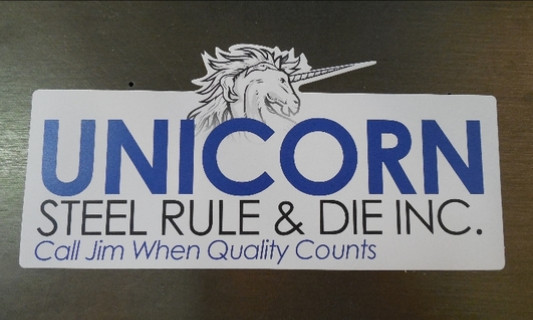 UNICORN
STEEL RULE & DIE INC.
Call Jim When Quality Counts